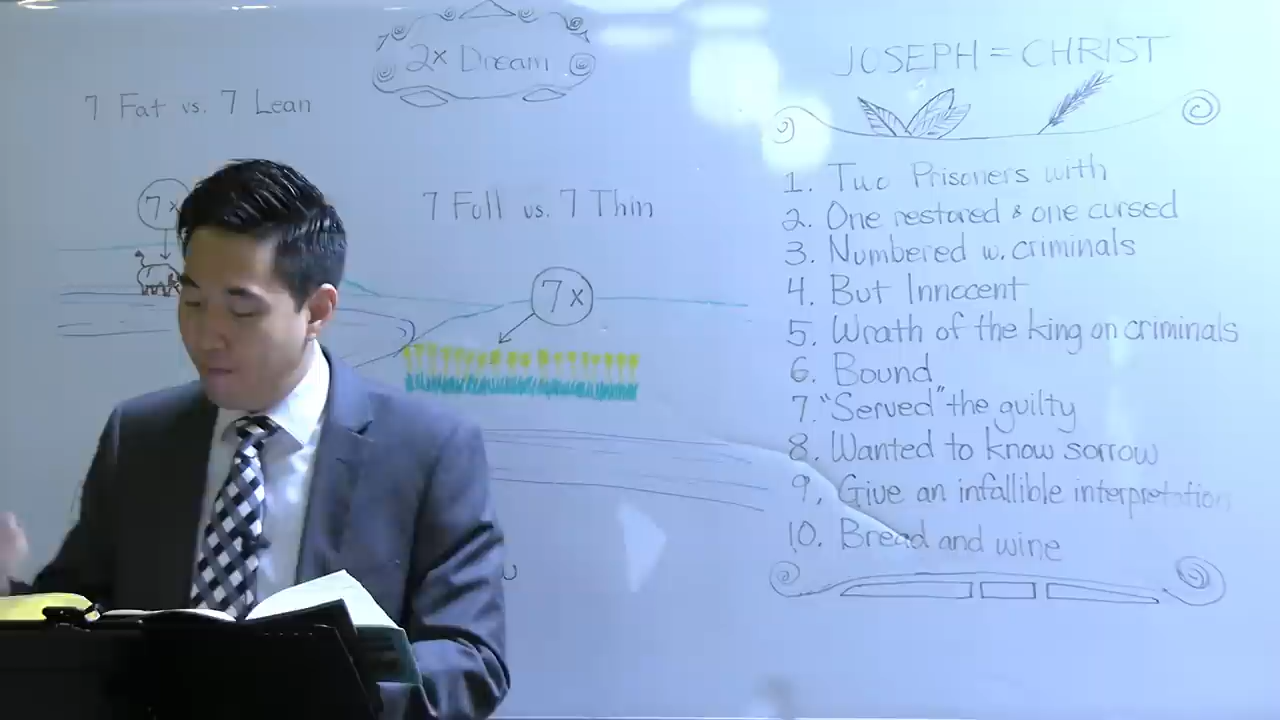 2x Dream
7 Fat vs. 7 Lean
7x
7 Full vs. 7 Thin
7x
JOSEPH = CHRIST
1. Two Prisoners with
2. One restored & one cursed
3. Numbered w. criminals
4. But Innocent
5. Wrath of the king on criminals
6. Bound
7. "Served" the guilty
8. Wanted to know sorrow
9. Give an infallible interpretation
10. Bread and wine